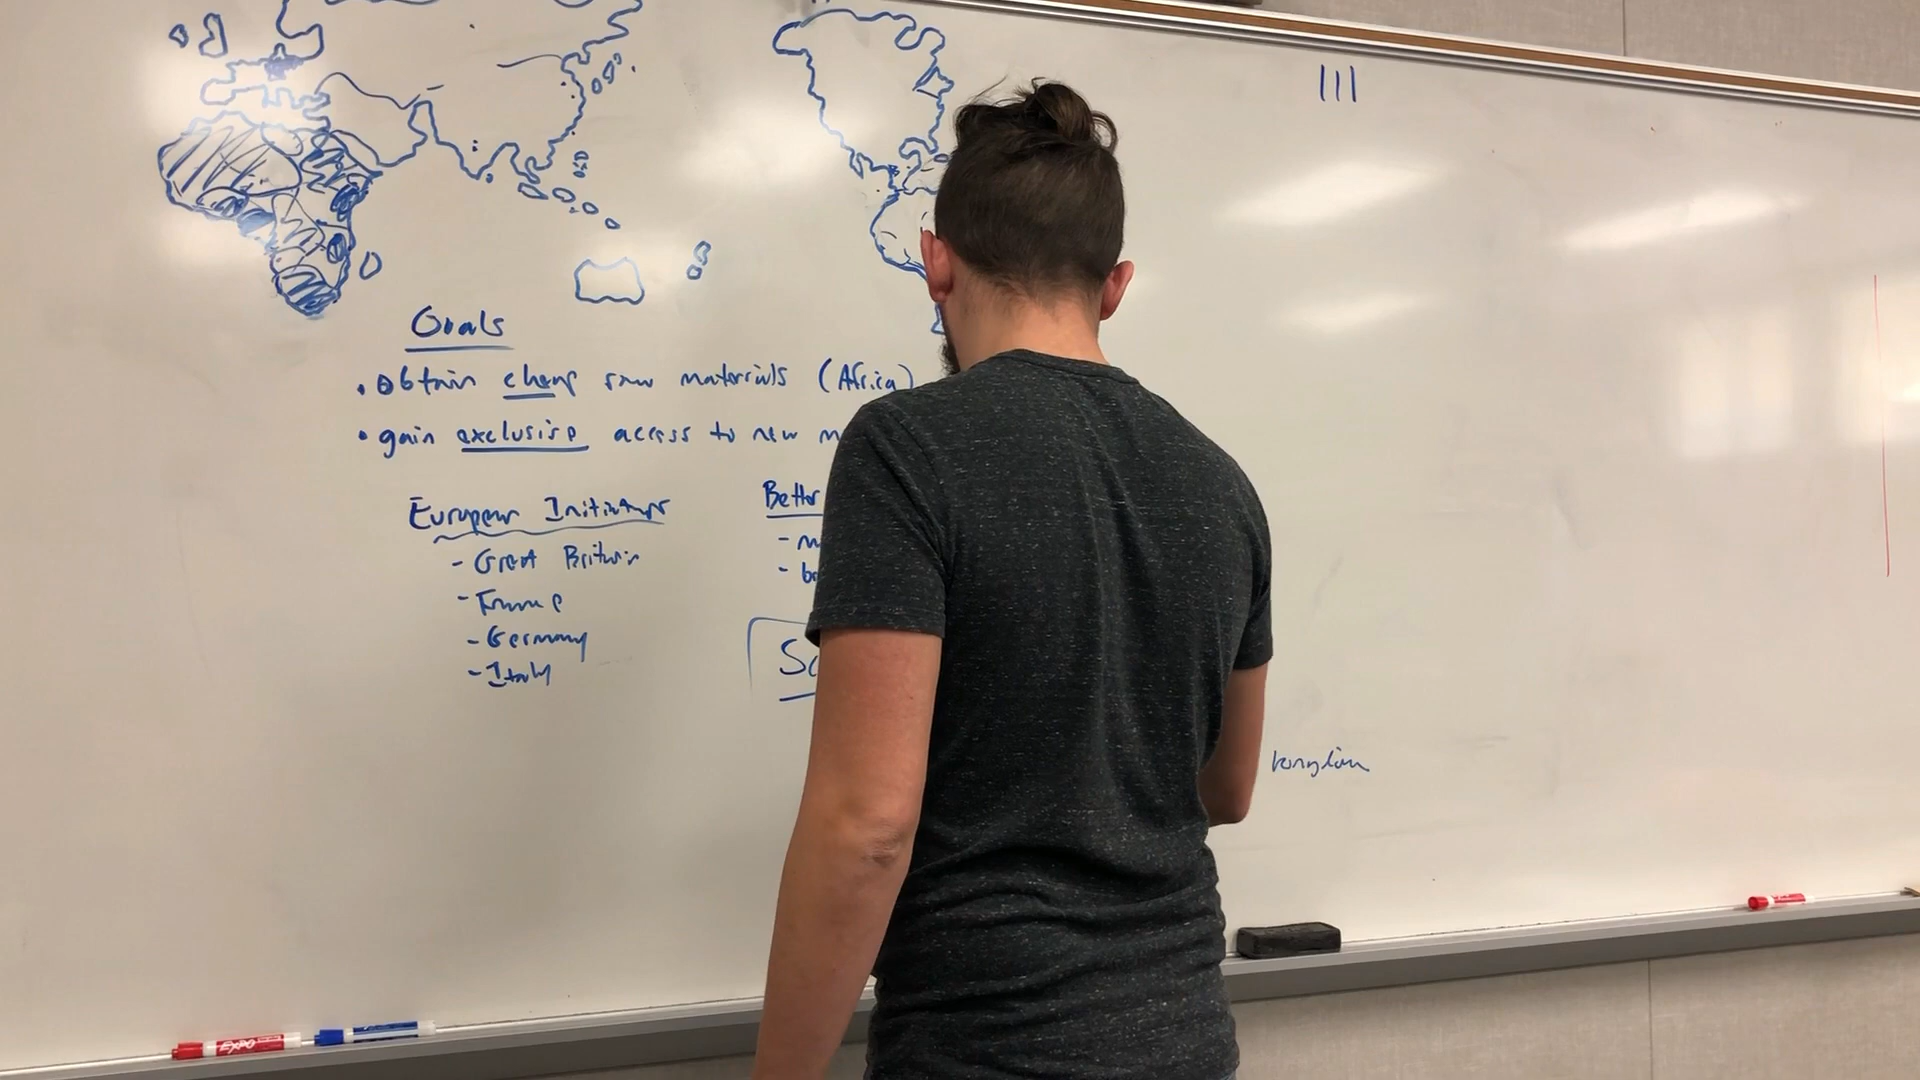 III
Goals
• Obtain cheap raw materials (Africa)
• gain exclusive access to new
European Initiatives
- Great Britain
- France
- Germany
- Italy
Better
EXPO